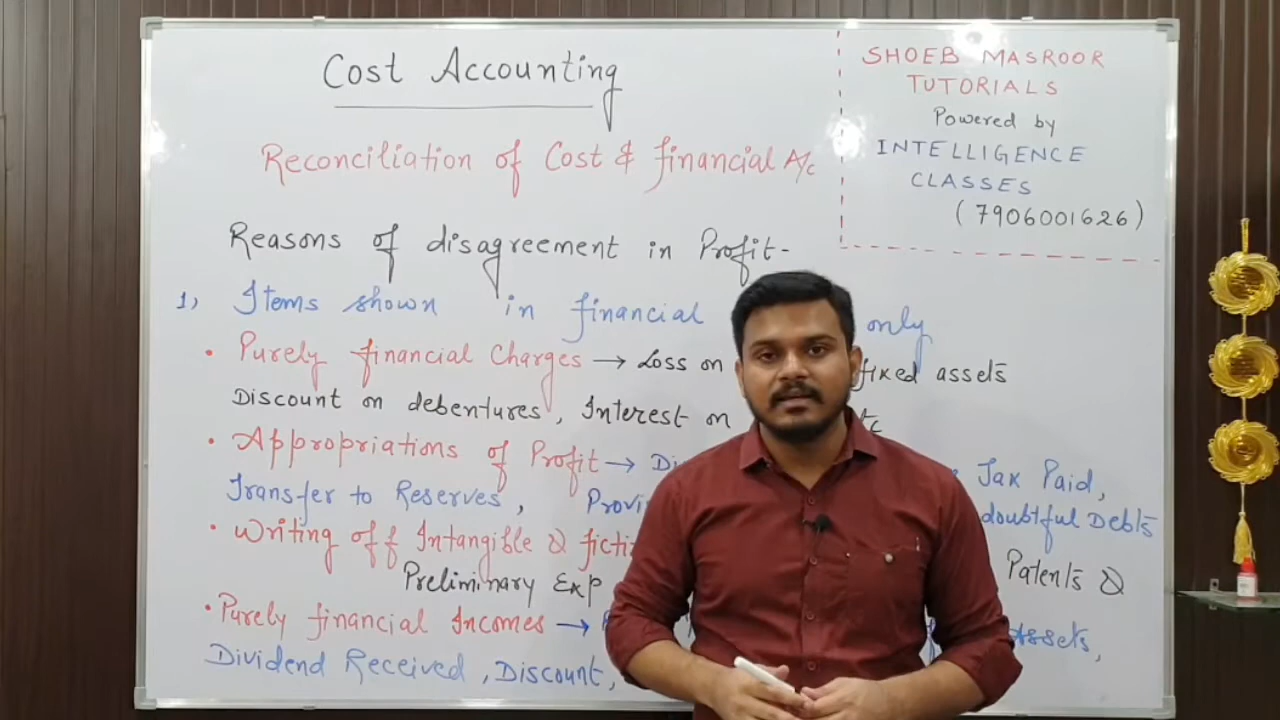 Cost Accounting
Reconciliation of Cost & financial A/c
SHOEB MASROOR
TUTORIALS
Powered by
INTELLIGENCE
CLASSES
(7906001626)
Reasons of disagreement in Profit-
1) Items shown in financial only
• Purely financial Charges → Loss on fixed assets
Discount on debentures, Interest on
• Appropriations of Profit → Tax Paid,
Transfer to Reserves, doubtful Debts
• Writing off Intangible &
Preliminary Exp Patents &
• Purely financial Incomes → Assets,
Dividend Received, Discount,